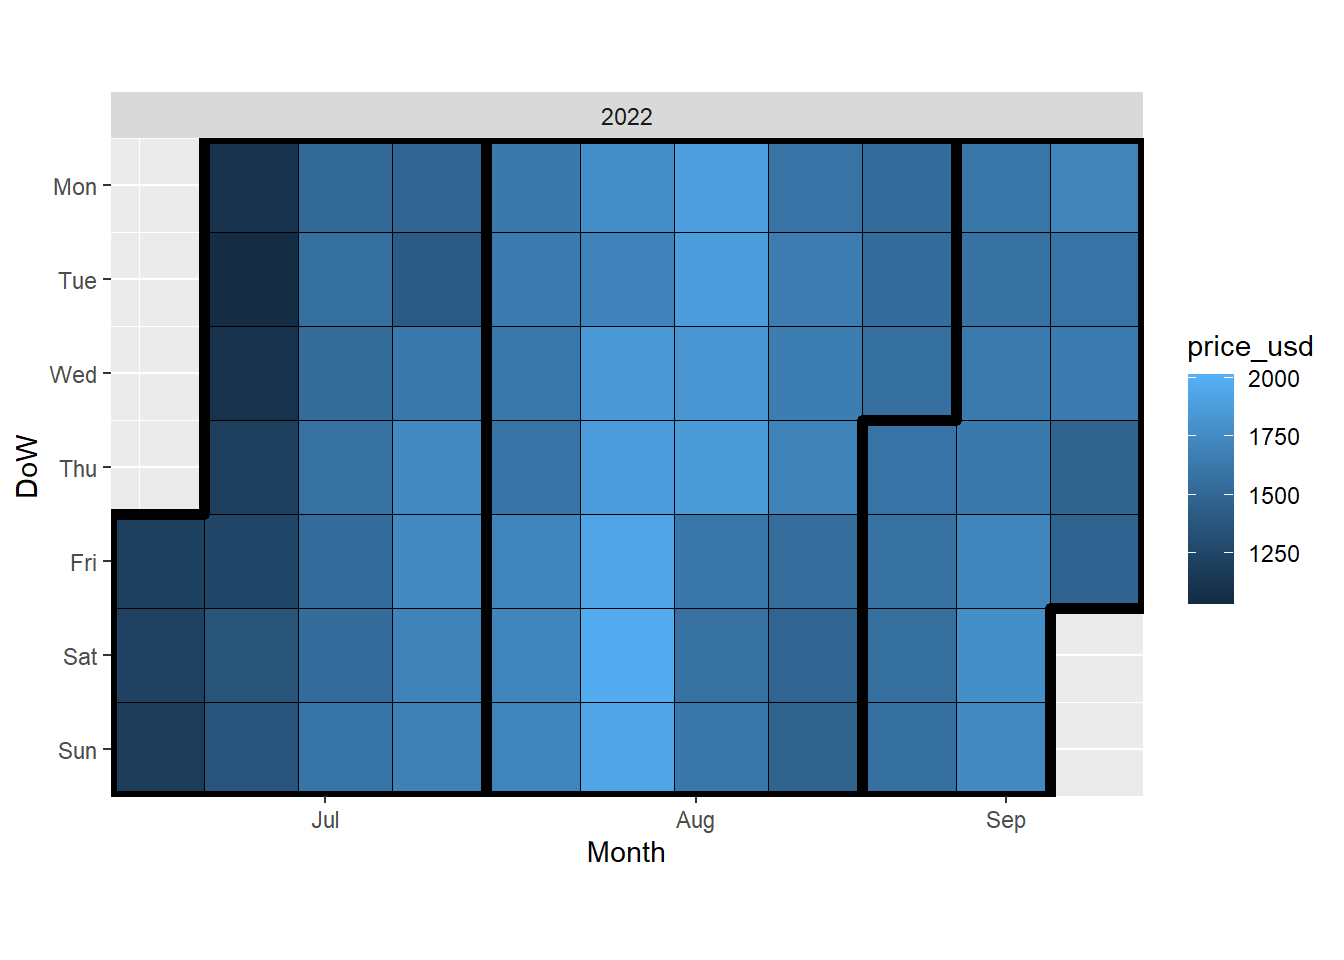 2022
Mon
Tue
Wed
Thu
Fri
Sat
Sun
DoW
Jul Aug Sep
Month
price_usd
2000
1750
1500
1250